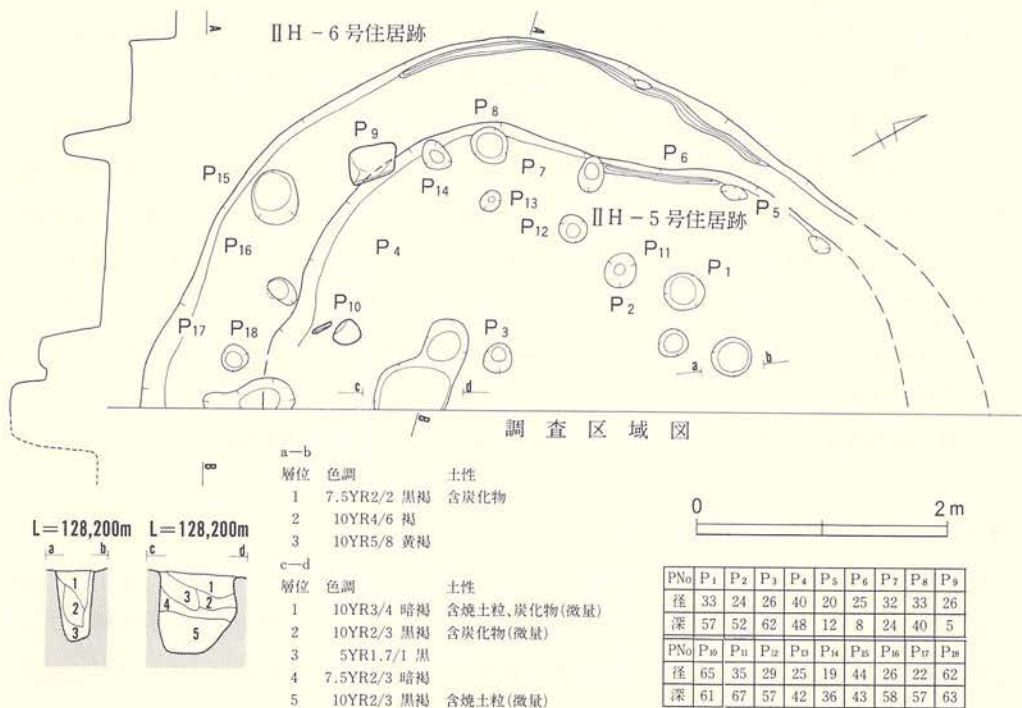 A
ⅡH－6号住居跡
A
P8
P9
P6
P15
P7
P14
P13
P5
P12
ⅡH－5号住居跡
P4
P11
P16
P1
P2
P10
P17
P18
P3
a
b
c
d
B
調査区域図
B
a—b
層位 色調 土性
1 7.5YR2/2 黒褐 含炭化物
2 10YR4/6 褐
3 10YR5/8 黄褐
c—d
層位 色調 土性
1 10YR3/4 暗褐 含焼土粒、炭化物(微量)
2 10YR2/3 黒褐 含炭化物(微量)
3 5YR1.7/1 黒
4 7.5YR2/3 暗褐
5 10YR2/3 黒褐 含焼土粒(微量)
L＝128,200m L＝128,200m
a b c d
1
2
3
1
2
3
4
5
0 2m
PNo P1 P2 P3 P4 P5 P6 P7 P8 P9
径 33 24 26 40 20 25 32 33 26
深 57 52 62 48 12 8 24 40 5
PNo P10 P11 P12 P13 P14 P15 P16 P17 P18
径 65 35 29 25 19 44 26 22 62
深 61 67 57 42 36 43 58 57 63